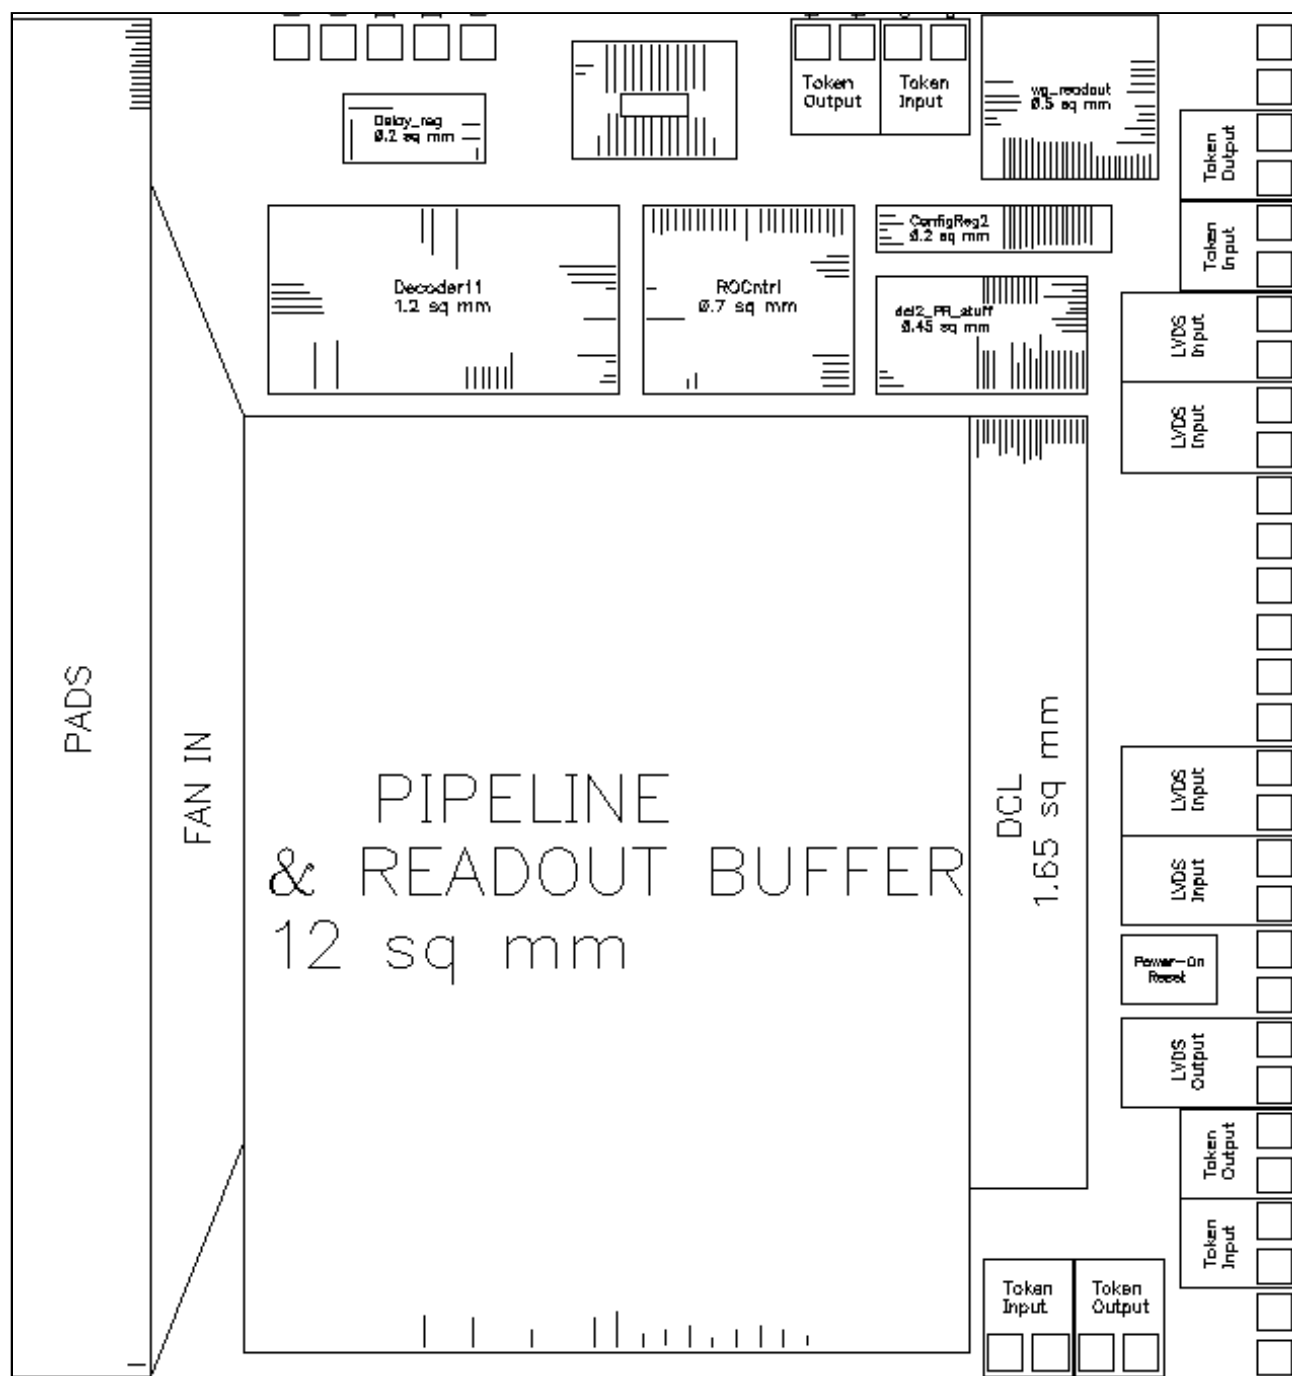 Token
Output
Token
Input
wg_readout
0.5 sq mm
Delay_reg
0.2 sq mm
Token
Output
Token
Input
ConfigReg2
0.2 sq mm
Decoder11
1.2 sq mm
ROCntrl
0.7 sq mm
del2_PR_stuff
0.45 sq mm
LVDS
Input
LVDS
Input
PADS
FAN IN
PIPELINE
& READOUT BUFFER
12 sq mm
DCL
1.65 sq mm
LVDS
Input
LVDS
Input
Power-On
Reset
LVDS
Output
Token
Output
Token
Input
Token
Input
Token
Output